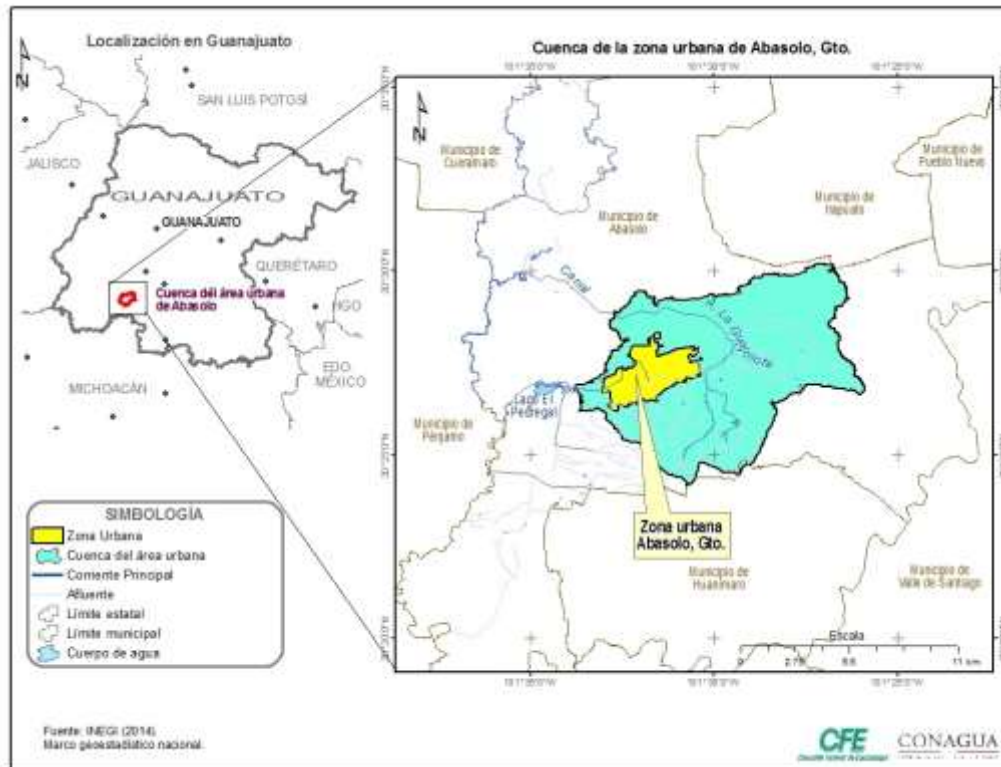 Localización en Guanajuato
N
SAN LUIS POTOSÍ
JALISCO
GUANAJUATO
GUANAJUATO
QUERÉTARO
Cuenca del área urbana
de Abasolo
HGO
EDO
MÉXICO
MICHOACÁN
Cuenca de la zona urbana de Abasolo, Gto.
N
Municipio de
Municipio de
Pueblo Nuevo
Municipio de
Abasolo
Municipio de
Irapuato
Canal
La Guayolote
Lago El
Pedregal
Municipio de
Pénjamo
Zona urbana
Abasolo, Gto.
Municipio de
Huanímaro
Municipio de
Valle de Santiago
Escala
11 km
SIMBOLOGÍA
Zona Urbana
Cuenca del área urbana
Corriente Principal
Afluente
Límite estatal
Límite municipal
Cuerpo de agua
Fuente: INEGI (2014).
Marco geoestadístico nacional.
CFE
CONAGUA